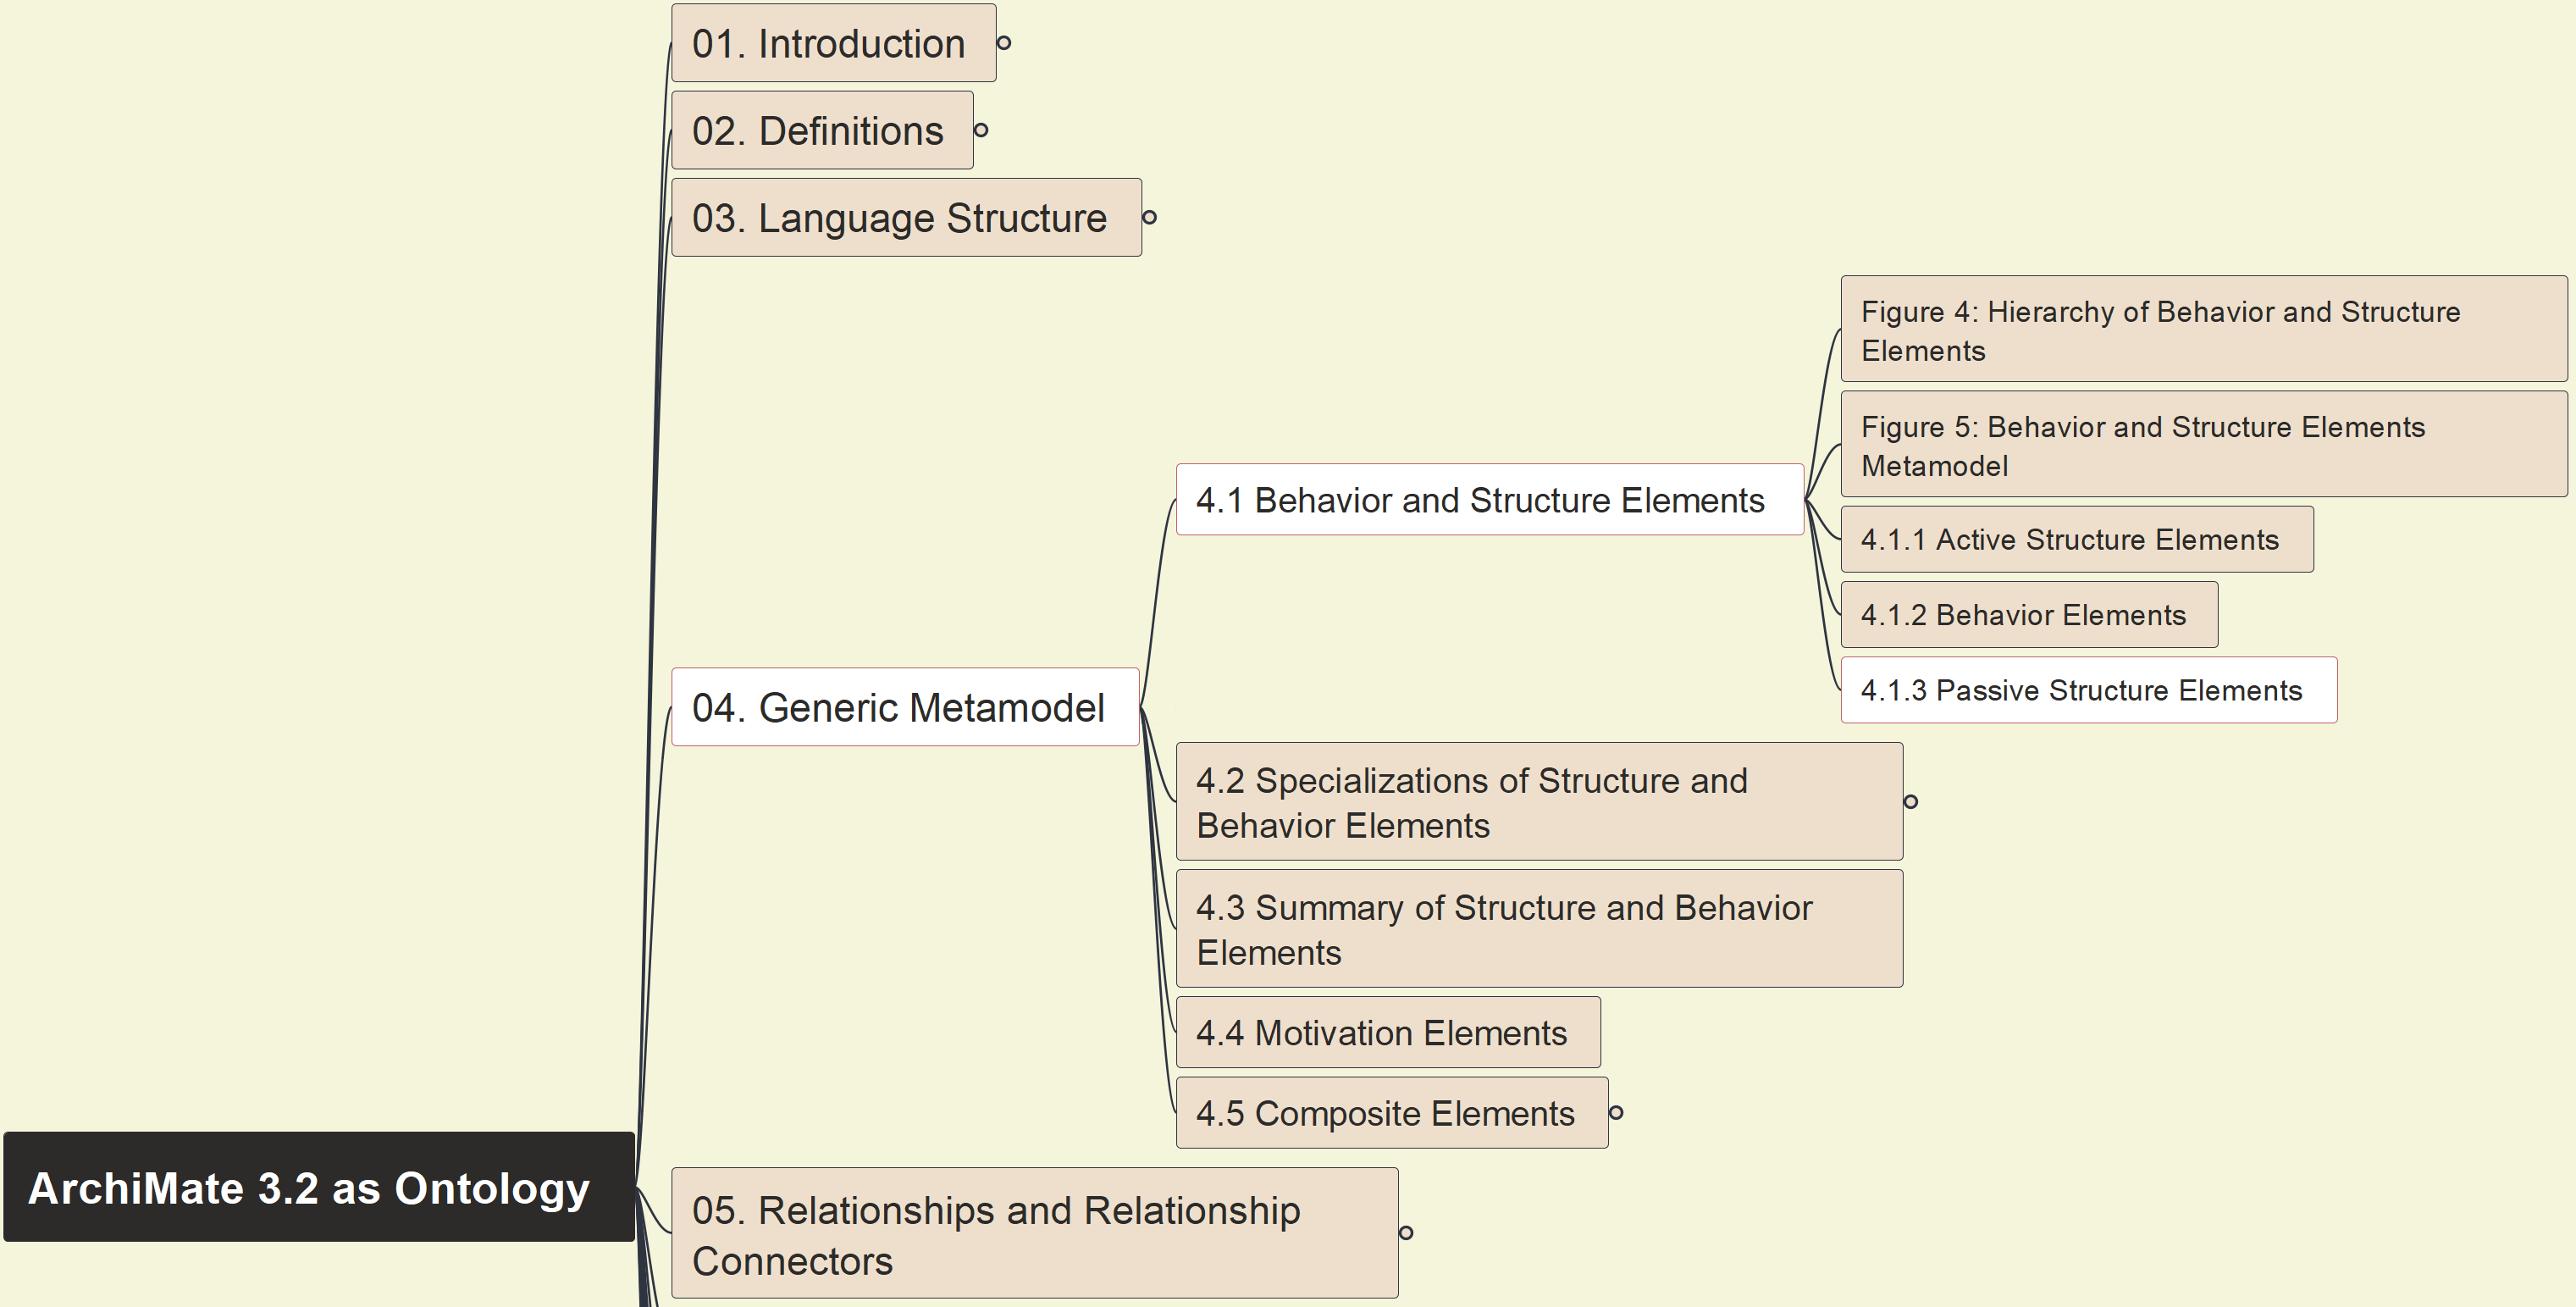 01. Introduction
02. Definitions
03. Language Structure
Figure 4: Hierarchy of Behavior and Structure
Elements
Figure 5: Behavior and Structure Elements
Metamodel
4.1 Behavior and Structure Elements
4.1.1 Active Structure Elements
4.1.2 Behavior Elements
4.1.3 Passive Structure Elements
04. Generic Metamodel
4.2 Specializations of Structure and
Behavior Elements
4.3 Summary of Structure and Behavior
Elements
4.4 Motivation Elements
4.5 Composite Elements
ArchiMate 3.2 as Ontology
05. Relationships and Relationship
Connectors